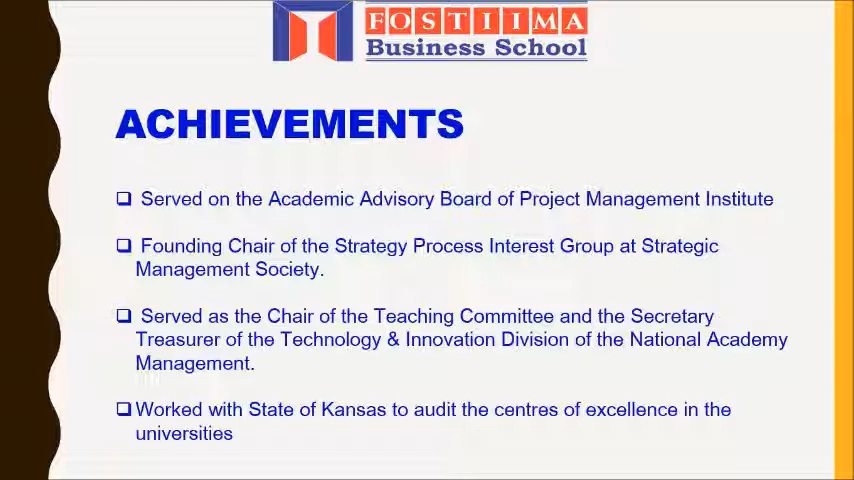 FOSTIIMA
Business School
ACHIEVEMENTS
❑ Served on the Academic Advisory Board of Project Management Institute
❑ Founding Chair of the Strategy Process Interest Group at Strategic
Management Society.
❑ Served as the Chair of the Teaching Committee and the Secretary
Treasurer of the Technology & Innovation Division of the National Academy
Management.
❑ Worked with State of Kansas to audit the centres of excellence in the
universities